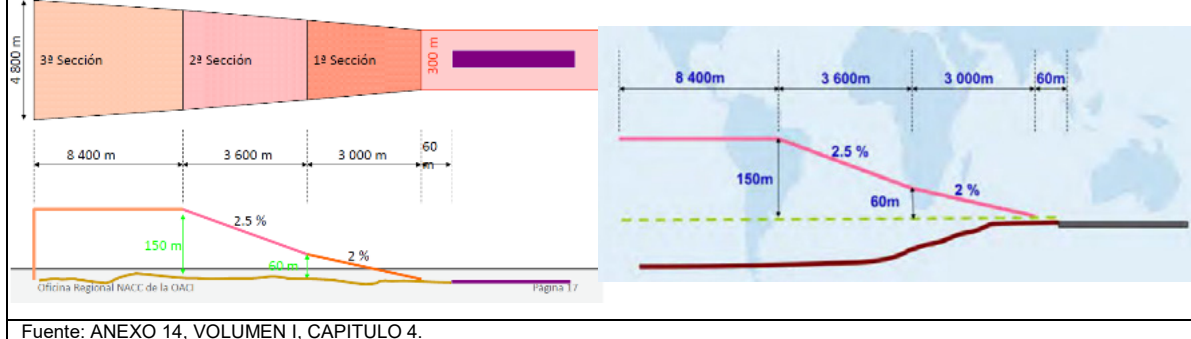 4 800 m
3ª Sección
2ª Sección
1ª Sección
300 m
8 400 m
3 600 m
3 000 m
60
m
2.5 %
150 m
2 %
60 m
Oficina Regional NACC de la OACI
Página 17
8 400m
3 600m
3 000m
60m
2.5 %
150m
2 %
60m
Fuente: ANEXO 14, VOLUMEN I, CAPITULO 4.